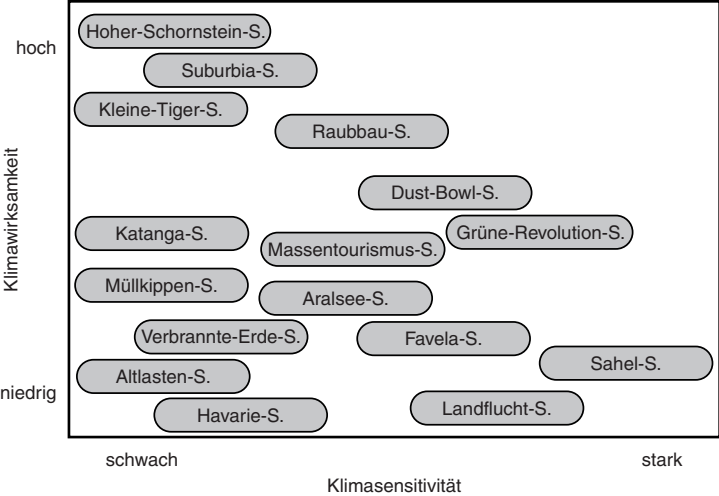 Hoher-Schornstein-S.
hoch
Suburbia-S.
Kleine-Tiger-S.
Raubbau-S.
Klimawirksamkeit
Dust-Bowl-S.
Katanga-S.
Grüne-Revolution-S.
Massentourismus-S.
Müllkippen-S.
Aralsee-S.
Verbrannte-Erde-S.
Favela-S.
Sahel-S.
Altlasten-S.
niedrig
Havarie-S.
Landflucht-S.
schwach
stark
Klimasensitivität